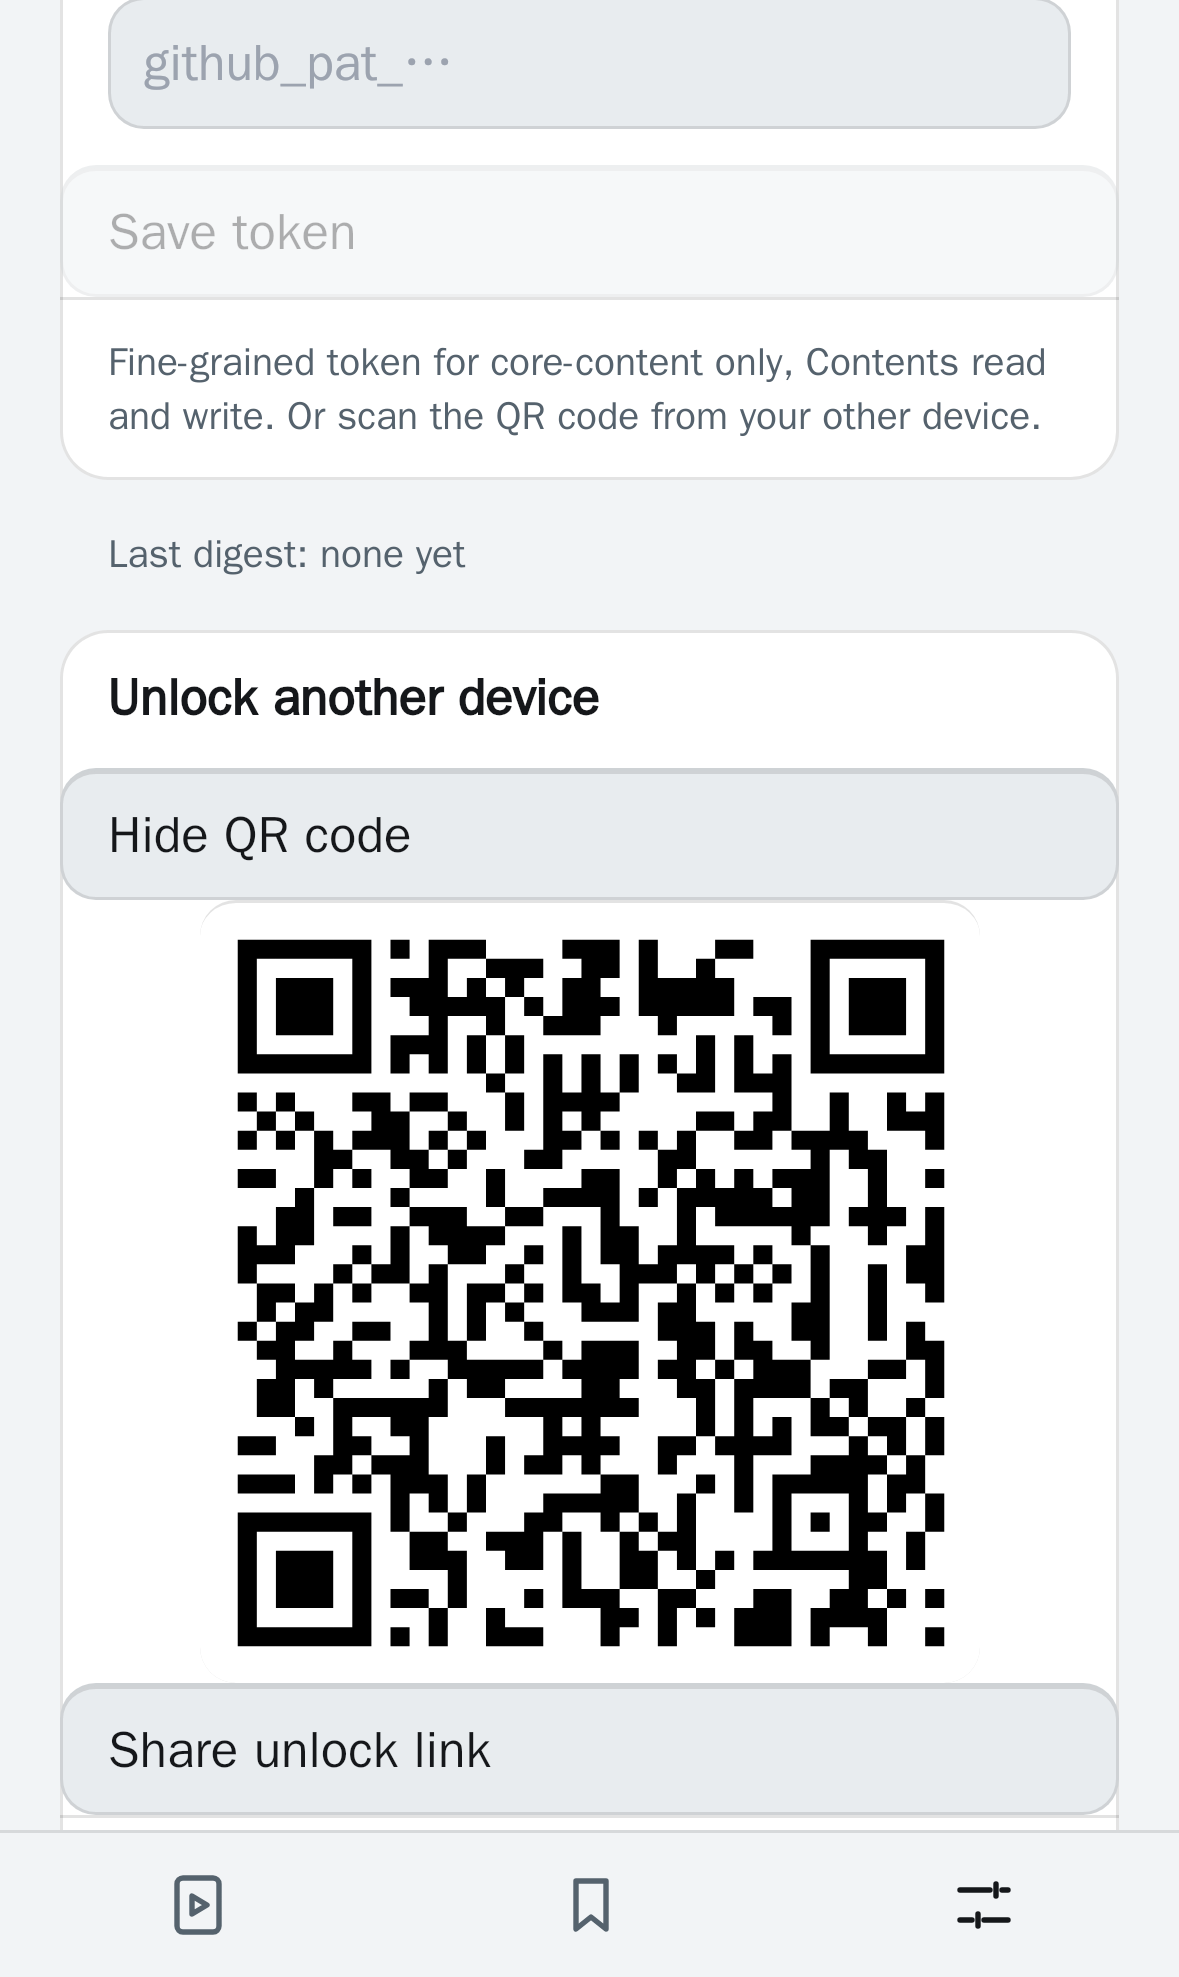 github_pat_···
Save token
Fine-grained token for core-content only, Contents read
and write. Or scan the QR code from your other device.
Last digest: none yet
Unlock another device
Hide QR code
Share unlock link